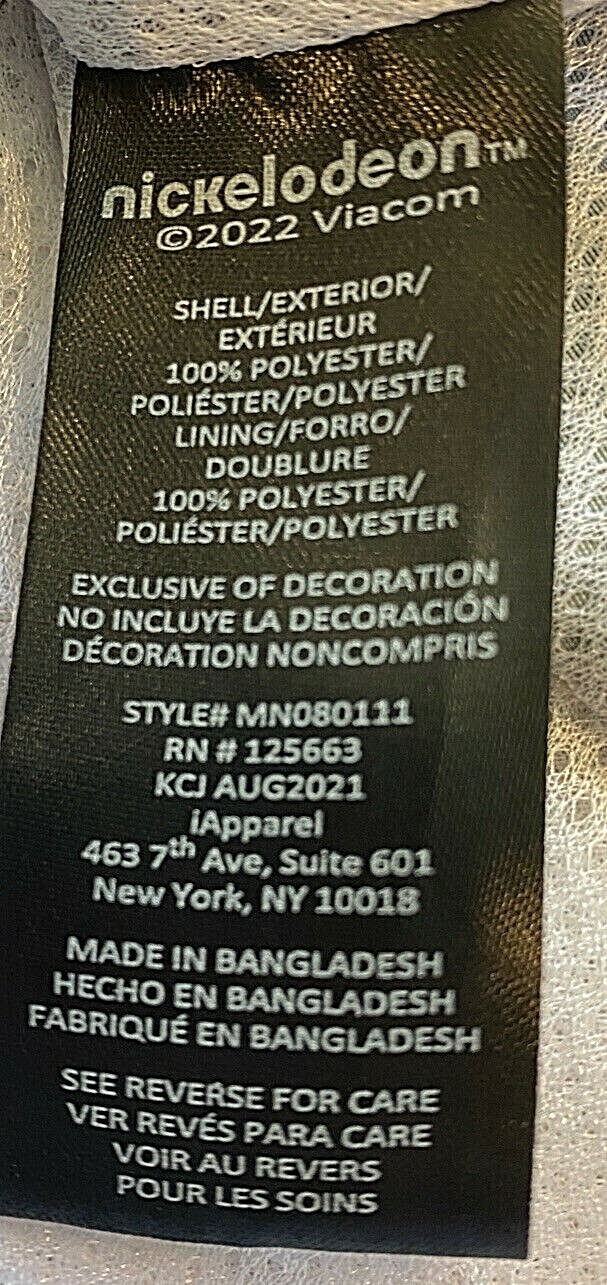 nickelodeon™
©2022 Viacom
SHELL/EXTERIOR/
EXTÉRIEUR
100% POLYESTER/
POLIÉSTER/POLYESTER
LINING/FORRO/
DOUBLURE
100% POLYESTER/
POLIÉSTER/POLYESTER
EXCLUSIVE OF DECORATION
NO INCLUYE LA DECORACIÓN
DÉCORATION NONCOMPRIS
STYLE# MN080111
RN # 125663
KCJ AUG2021
iApparel
463 7th Ave, Suite 601
New York, NY 10018
MADE IN BANGLADESH
HECHO EN BANGLADESH
FABRIQUÉ EN BANGLADESH
SEE REVERSE FOR CARE
VER REVÉS PARA CARE
VOIR AU REVERS
POUR LES SOINS